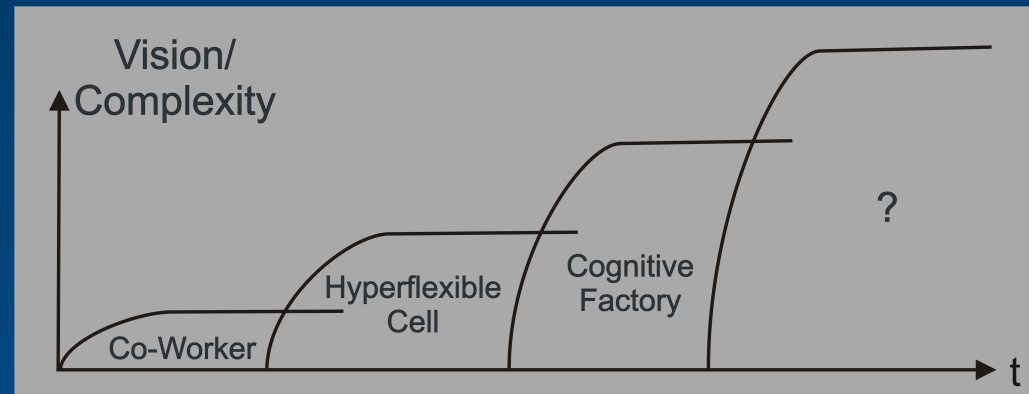 Vision/
Complexity
Co-Worker
Hyperflexible
Cell
Cognitive
Factory
?
t